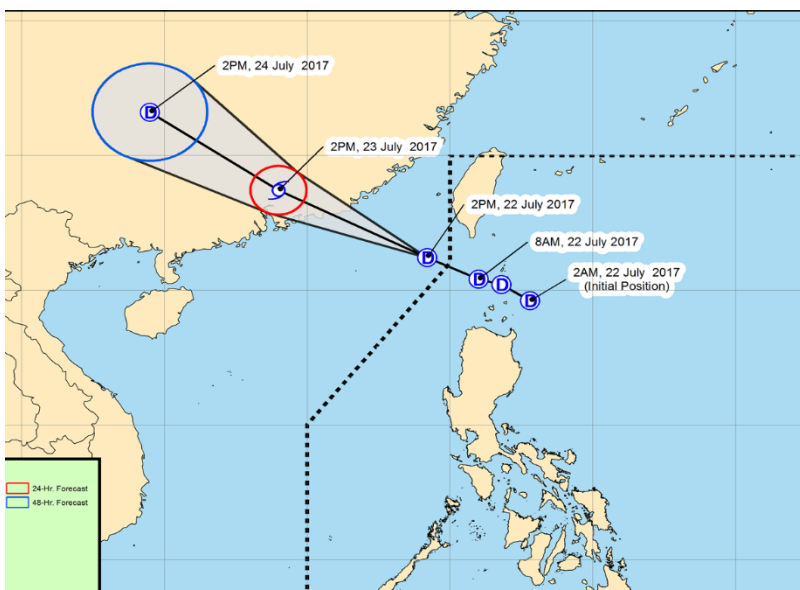 2PM, 24 July 2017
D
2PM, 23 July 2017
2PM, 22 July 2017
D
8AM, 22 July 2017
D
D
2AM, 22 July 2017
(Initial Position)
D
24-Hr. Forecast
48-Hr. Forecast